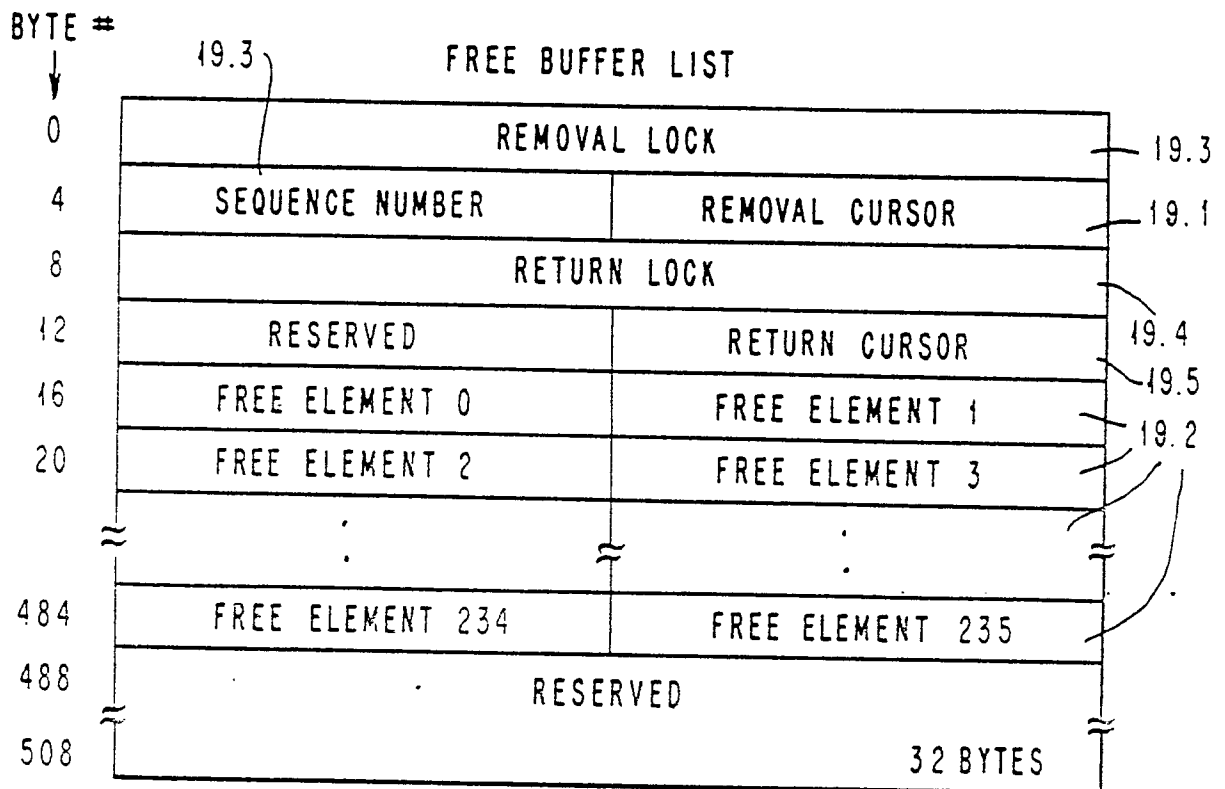 BYTE #
19.3
FREE BUFFER LIST
0
REMOVAL LOCK
19.3
4
SEQUENCE NUMBER
REMOVAL CURSOR
19.1
8
RETURN LOCK
19.4
12
RESERVED
RETURN CURSOR
19.5
16
FREE ELEMENT 0
FREE ELEMENT 1
19.2
20
FREE ELEMENT 2
FREE ELEMENT 3
484
FREE ELEMENT 234
FREE ELEMENT 235
488
RESERVED
508
32 BYTES